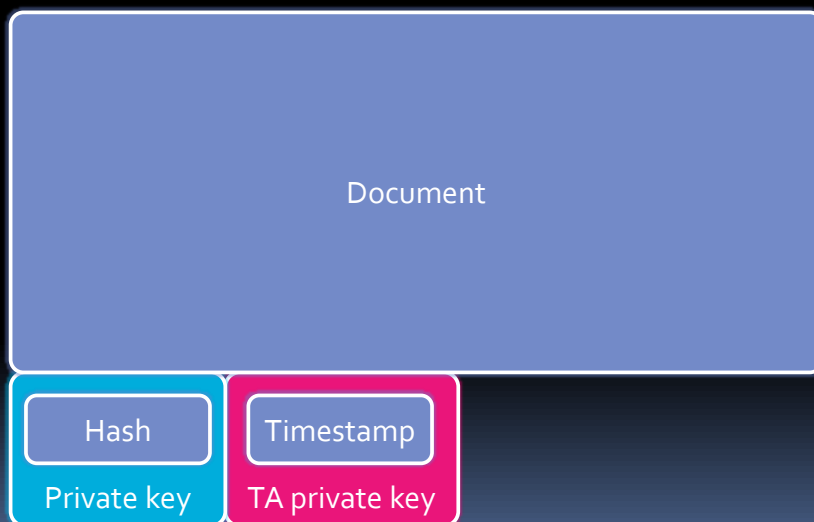 Document
Hash
Timestamp
Private key
TA private key